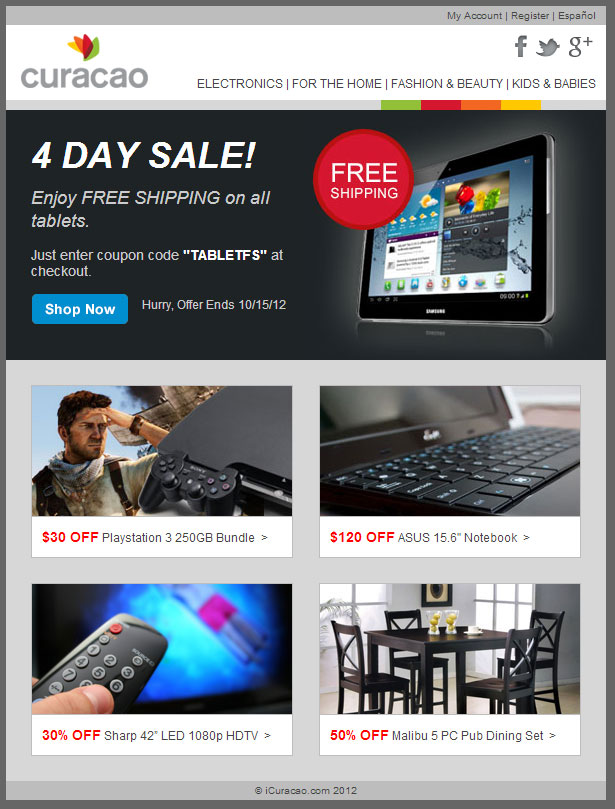 My Account | Register | Español
curacao
ELECTRONICS | FOR THE HOME | FASHION & BEAUTY | KIDS & BABIES
4 DAY SALE!
Enjoy FREE SHIPPING on all
tablets.
Just enter coupon code "TABLETFS" at
checkout.
Shop Now
Hurry, Offer Ends 10/15/12
FREE
SHIPPING
SAMSUNG
SONY
$30 OFF Playstation 3 250GB Bundle >
$120 OFF ASUS 15.6" Notebook >
30% OFF Sharp 42” LED 1080p HDTV >
50% OFF Malibu 5 PC Pub Dining Set >
© iCuracao.com 2012